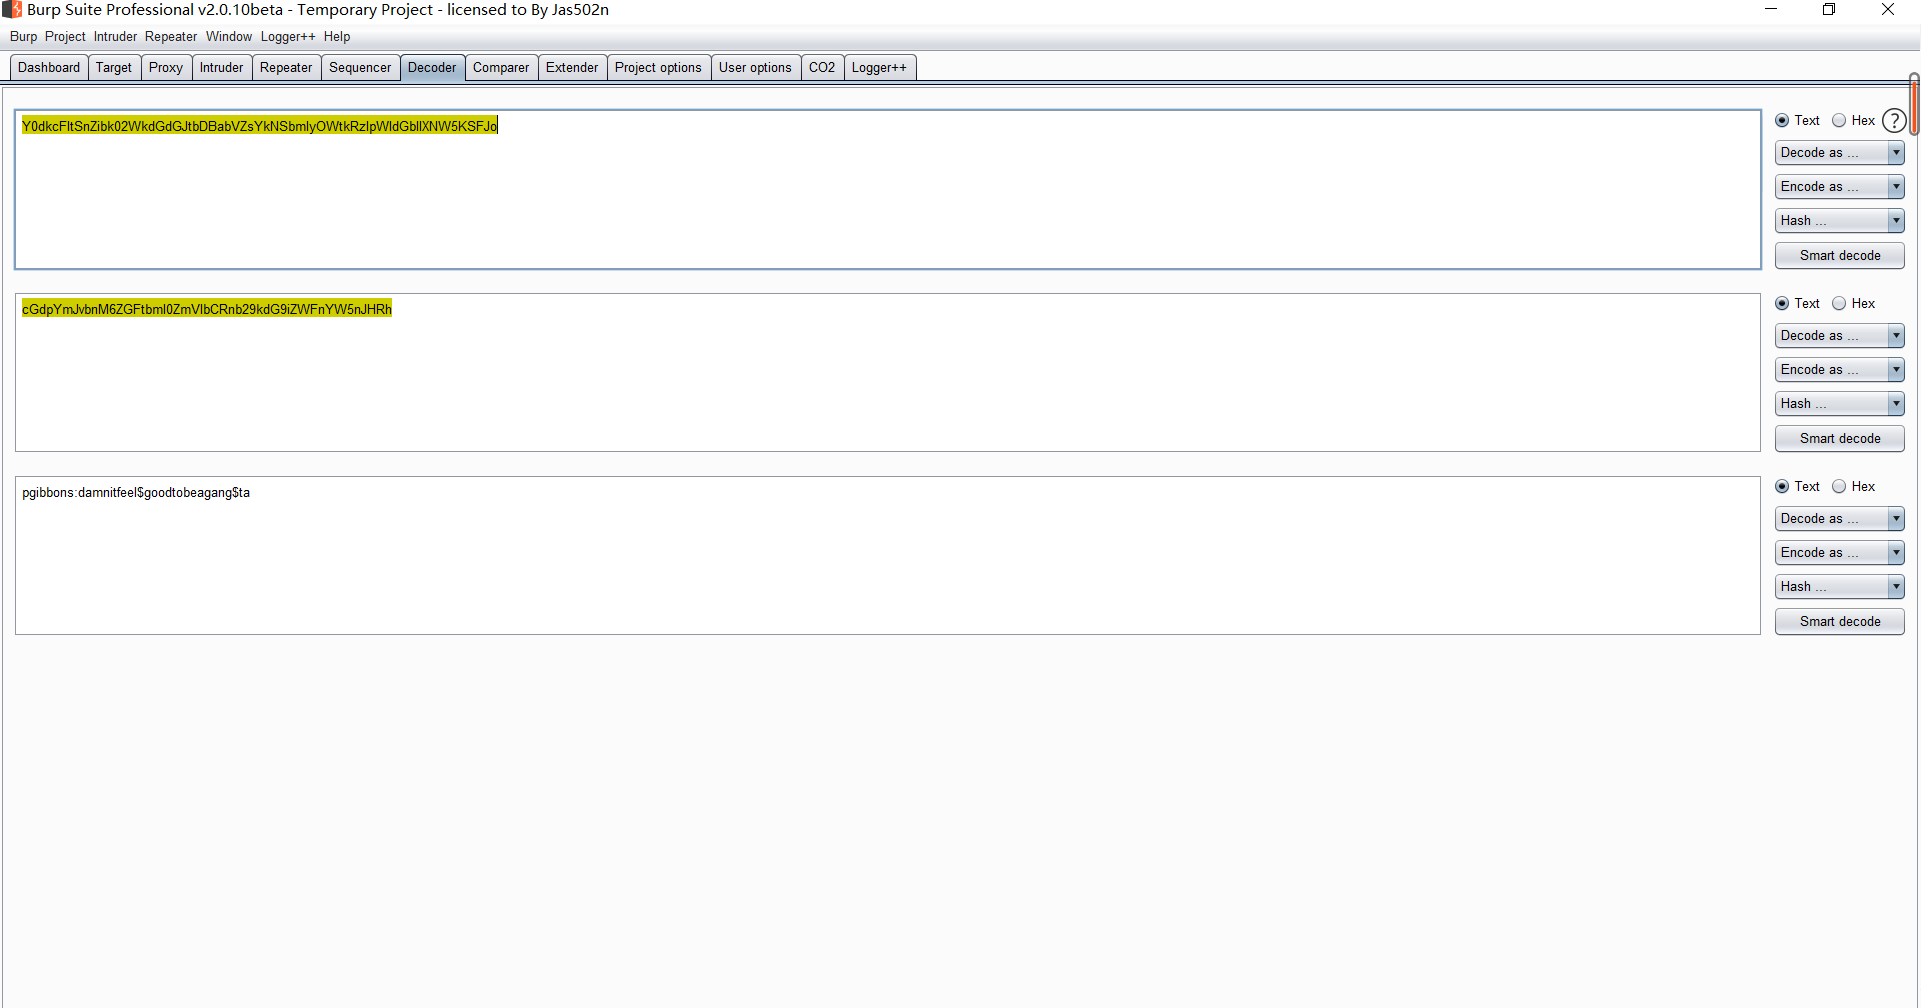 Burp Suite Professional v2.0.10beta - Temporary Project - licensed to By Jas502n
Burp Project Intruder Repeater Window Logger++ Help
Dashboard Target Proxy Intruder Repeater Sequencer Decoder Comparer Extender Project options User options CO2 Logger++
Y0dkcFltSnZibk02WkdGdGJtbDBabVZsYkNSbmIyOWtkRzlpWldGbllXNW5KSFJo
Text Hex ?
Decode as ...
Encode as ...
Hash ...
Smart decode
cGdpYmJvbnM6ZGFtbml0ZmVlbCRnb29kdG9iZWFnYW5nJHRh
Text Hex
Decode as ...
Encode as ...
Hash ...
Smart decode
pgibbons:damnitfeel$goodtobeagang$ta
Text Hex
Decode as ...
Encode as ...
Hash ...
Smart decode